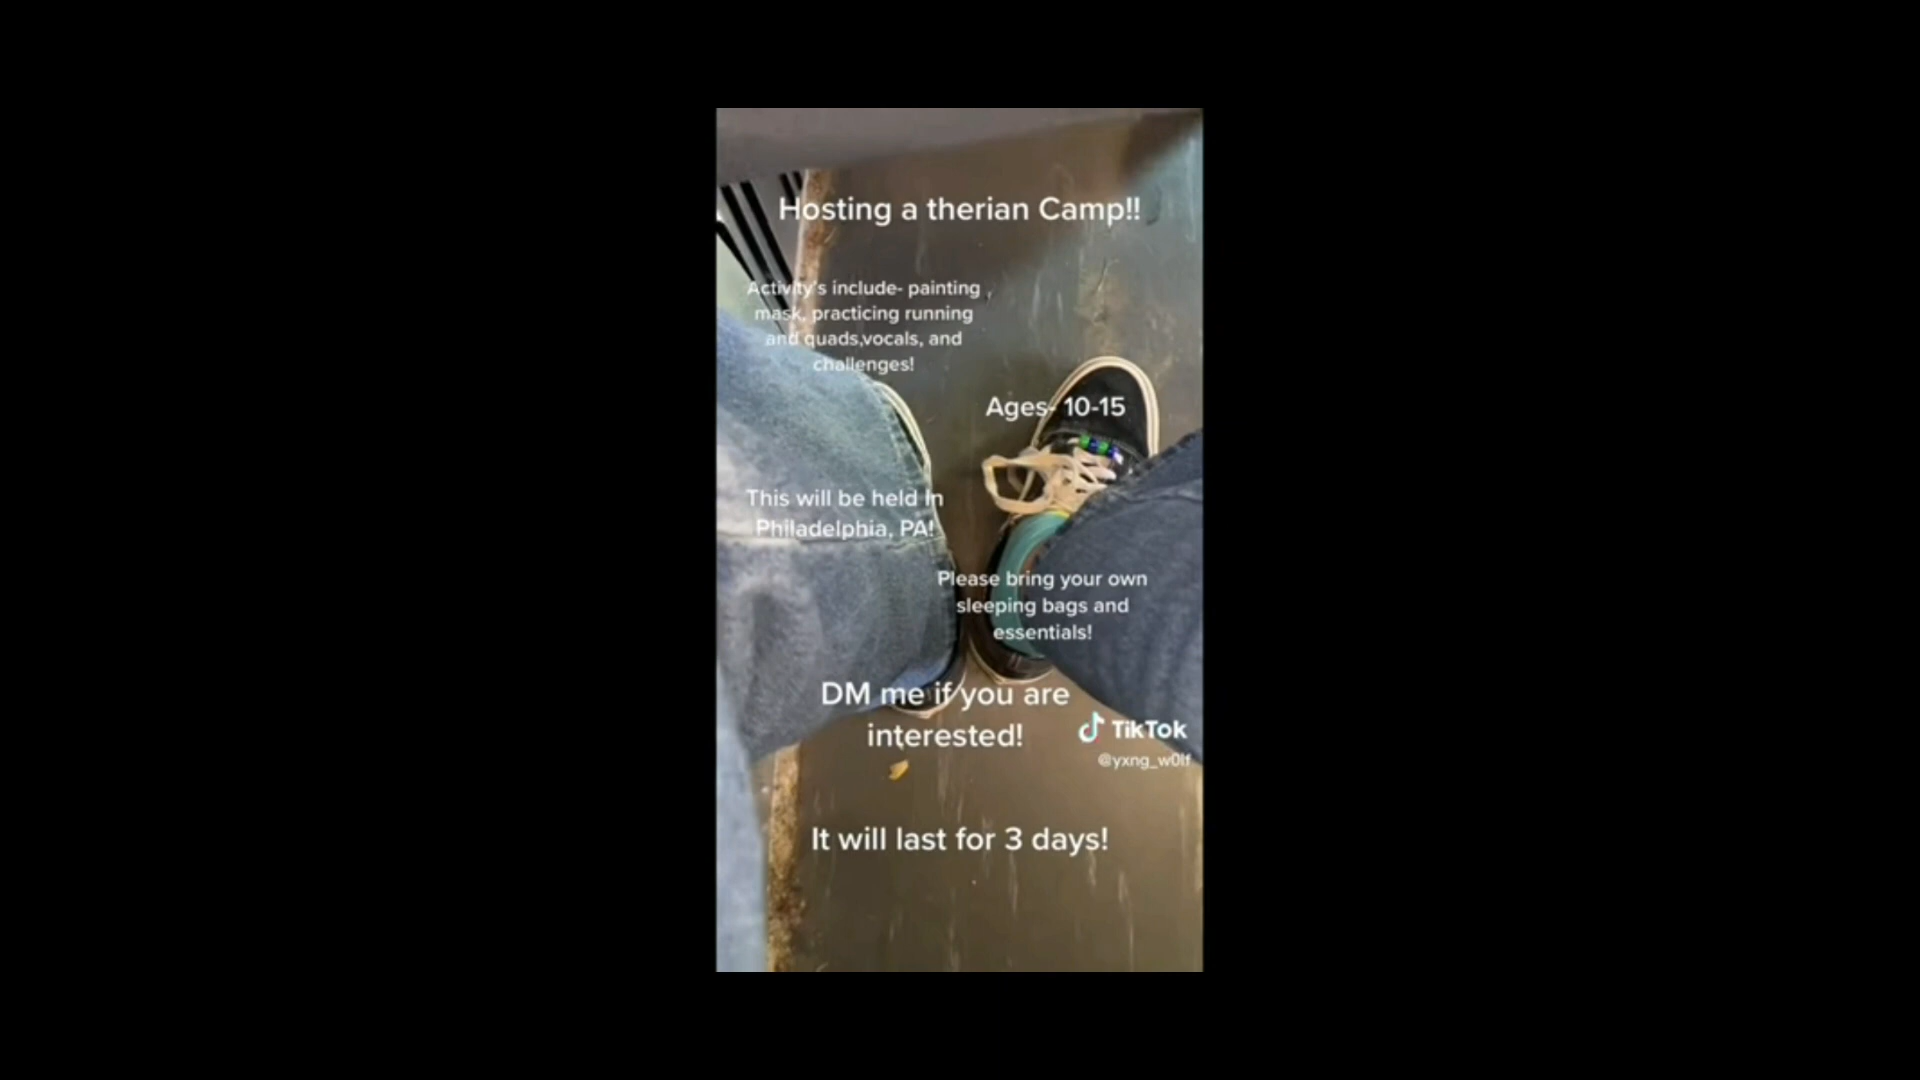 Hosting a therian Camp!!
Activity's include- painting
mask, practicing running
and quads,vocals, and
challenges!
Ages- 10-15
This will be held in
Philadelphia, PA!
Please bring your own
sleeping bags and
essentials!
DM me if you are
interested!
TikTok
@yxng_w0lf
It will last for 3 days!